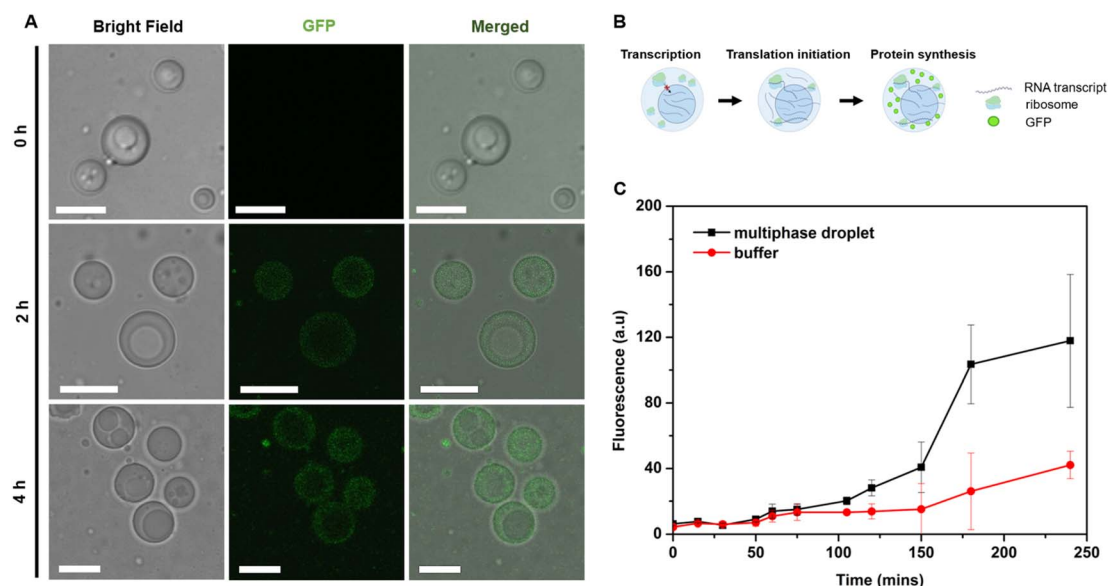 A
Bright Field
GFP
Merged
0 h
2 h
4 h
B
Transcription
Translation initiation
Protein synthesis
RNA transcript
ribosome
GFP
C
200
160
120
80
40
0
Fluorescence (a.u)
multiphase droplet
buffer
0
50
100
150
200
250
Time (mins)